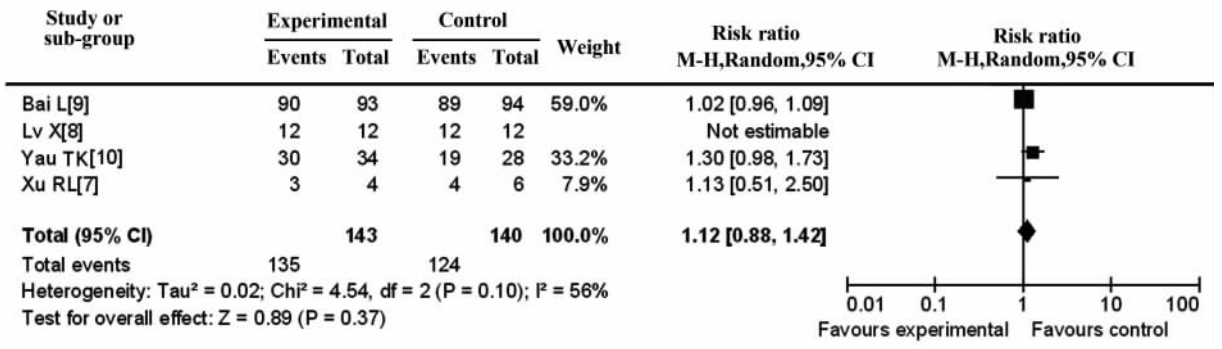 Study or sub-group Experimental Control Weight Risk ratio M-H,Random,95% CI Risk ratio M-H,Random,95% CI
Events Total Events Total
Bai L[9] 90 93 89 94 59.0% 1.02 [0.96, 1.09]
Lv X[8] 12 12 12 12 Not estimable
Yau TK[10] 30 34 19 28 33.2% 1.30 [0.98, 1.73]
Xu RL[7] 3 4 4 6 7.9% 1.13 [0.51, 2.50]
Total (95% CI) 143 140 100.0% 1.12 [0.88, 1.42]
Total events 135 124
Heterogeneity: Tau² = 0.02; Chi² = 4.54, df = 2 (P = 0.10); I² = 56%
Test for overall effect: Z = 0.89 (P = 0.37)
0.01 0.1 1 10 100
Favours experimental Favours control